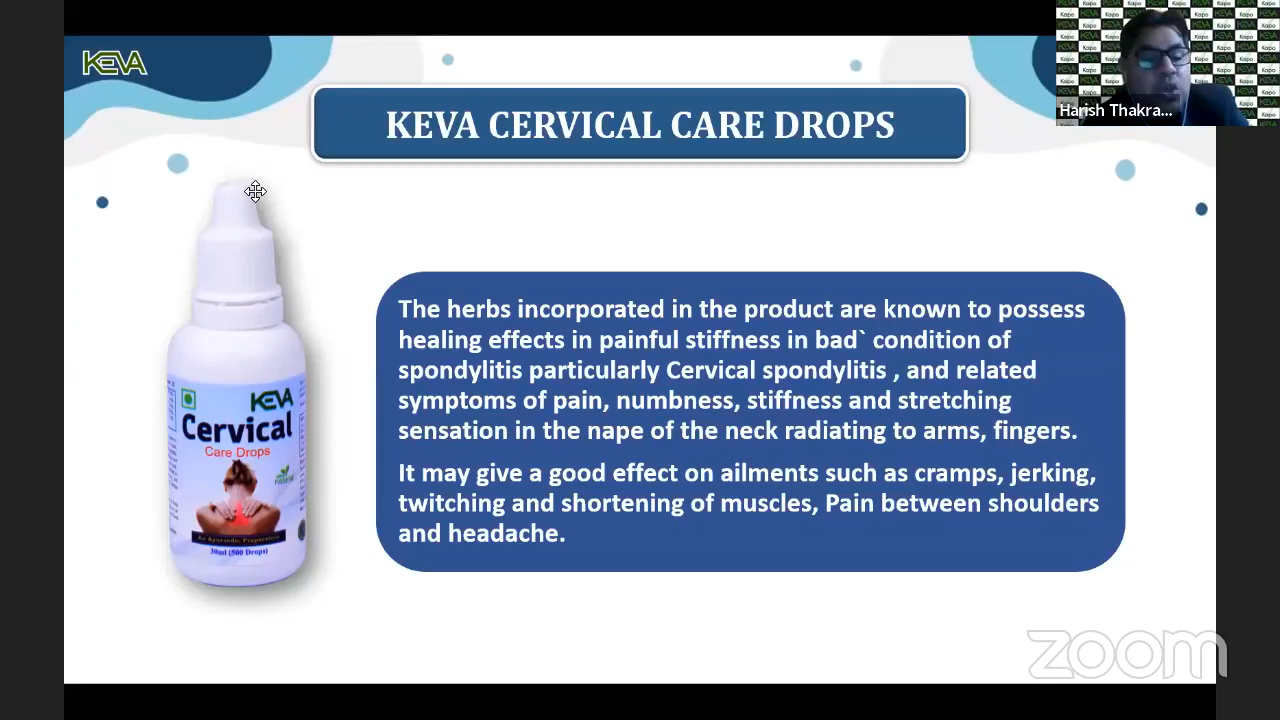 KEVA
Harish Thakra...
KEVA CERVICAL CARE DROPS
The herbs incorporated in the product are known to possess
healing effects in painful stiffness in bad` condition of
spondylitis particularly Cervical spondylitis , and related
symptoms of pain, numbness, stiffness and stretching
sensation in the nape of the neck radiating to arms, fingers.
It may give a good effect on ailments such as cramps, jerking,
twitching and shortening of muscles, Pain between shoulders
and headache.
KEVA
Cervical
Care Drops
An Ayurvedic Preparation
30ml (500 Drops)
zoom